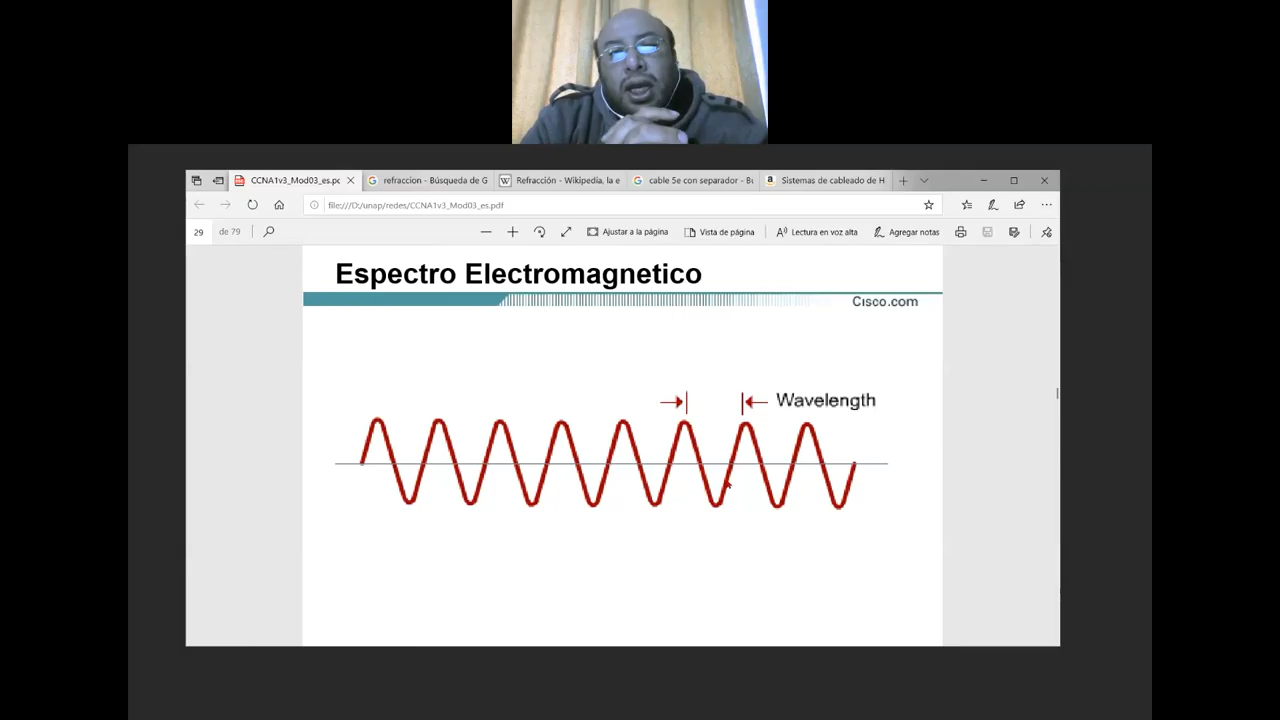 CCNA1v3_Mod03_es.pc
refraccion - Búsqueda de G
Refracción - Wikipedia, la e
cable 5e con separador - Bu
Sistemas de cableado de H
file:///D:/unap/redes/CCNA1v3_Mod03_es.pdf
29 de 79
Ajustar a la página
Vista de página
Lectura en voz alta
Agregar notas
Espectro Electromagnetico
Cisco.com
Wavelength